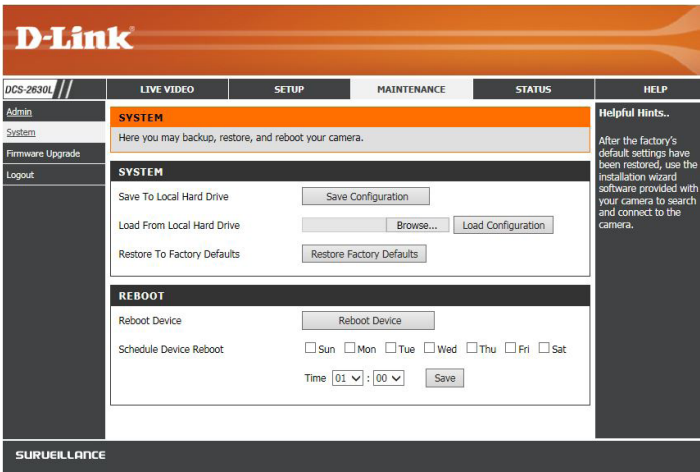 D-Link
DCS-2630L
LIVE VIDEO
SETUP
MAINTENANCE
STATUS
HELP
Admin
System
Firmware Upgrade
Logout
SYSTEM
Here you may backup, restore, and reboot your camera.
SYSTEM
Save To Local Hard Drive
Save Configuration
Load From Local Hard Drive
Browse...
Load Configuration
Restore To Factory Defaults
Restore Factory Defaults
REBOOT
Reboot Device
Reboot Device
Schedule Device Reboot
Sun Mon Tue Wed Thu Fri Sat
Time 01 : 00
Save
Helpful Hints..
After the factory's
default settings have
been restored, use the
installation wizard
software provided with
your camera to search
and connect to the
camera.
SURVEILLANCE